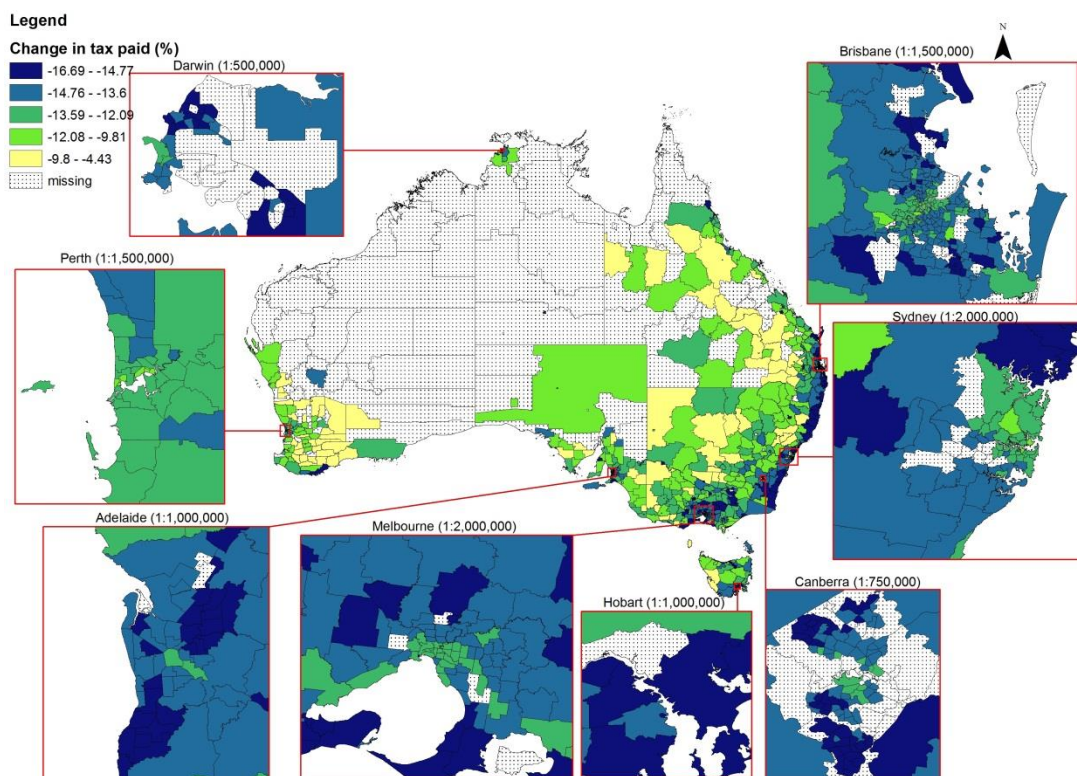 Legend
Change in tax paid (%)
-16.69 - -14.77
-14.76 - -13.6
-13.59 - -12.09
-12.08 - -9.81
-9.8 - -4.43
missing
Darwin (1:500,000)
N
Brisbane (1:1,500,000)
Perth (1:1,500,000)
Sydney (1:2,000,000)
Adelaide (1:1,000,000)
Melbourne (1:2,000,000)
Hobart (1:1,000,000)
Canberra (1:750,000)